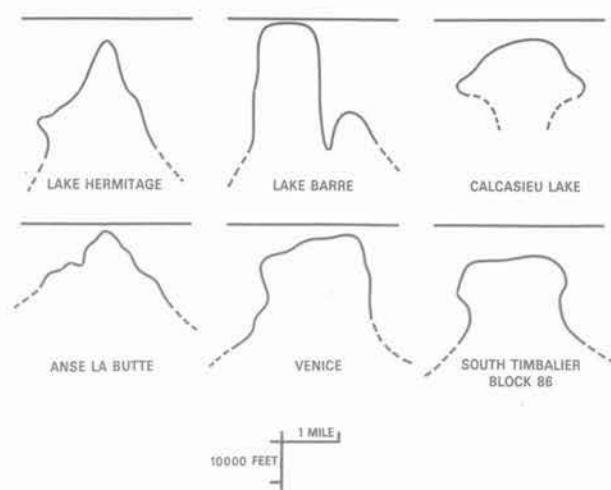 LAKE HERMITAGE
LAKE BARRE
CALCASIEU LAKE
ANSE LA BUTTE
VENICE
SOUTH TIMBALIER
BLOCK 86
1 MILE
10000 FEET